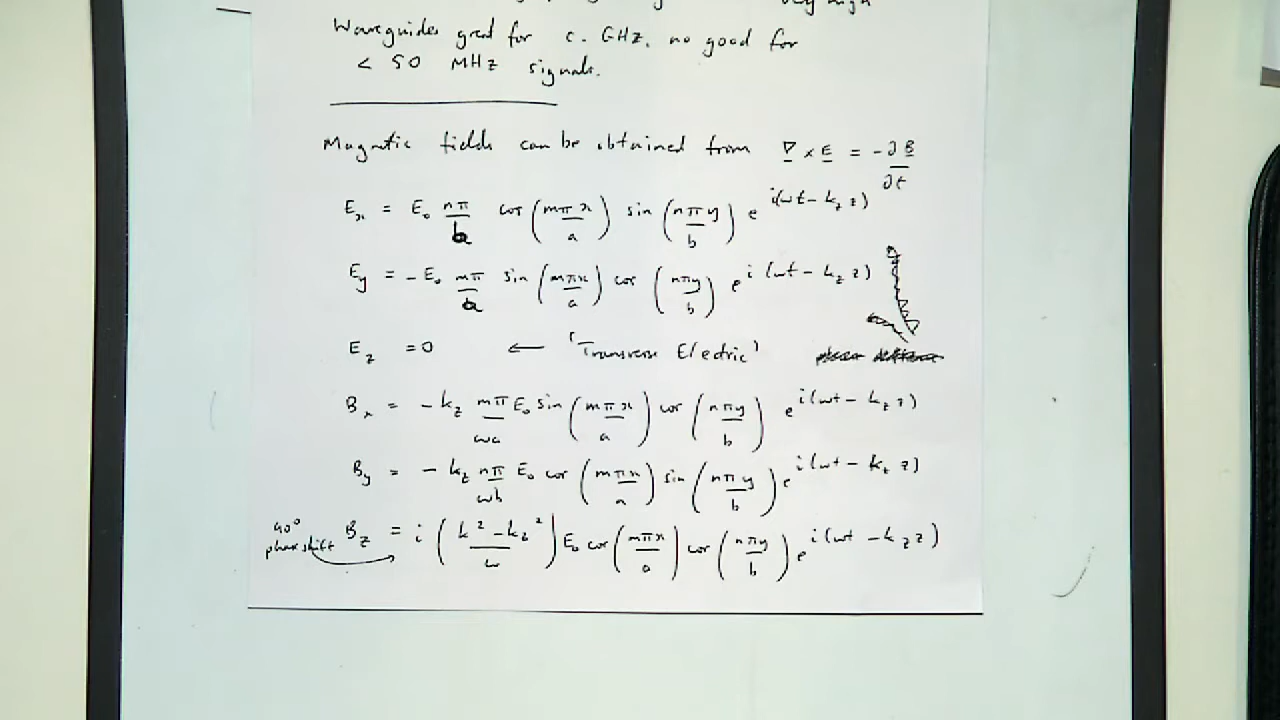 very high
Waveguides great for c. GHz, no good for
< 50 MHz signals.
Magnetic fields can be obtained from ∇ × E = -∂B/∂t
Eₓ = E₀ nπ/b cos (mπx/a) sin (nπy/b) e^{i(ωt - k_z z)}
E_y = -E₀ mπ/a sin (mπx/a) cos (nπy/b) e^{i(ωt - k_z z)}
E_z = 0 ← 'Transverse Electric'
Bₓ = -k_z mπ/ωa E₀ sin (mπx/a) cos (nπy/b) e^{i(ωt - k_z z)}
B_y = -k_z nπ/ωb E₀ cos (mπx/a) sin (nπy/b) e^{i(ωt - k_z z)}
90° phase shift B_z = i (k² - k_z²/ω) E₀ cos (mπx/a) cos (nπy/b) e^{i(ωt - k_z z)}